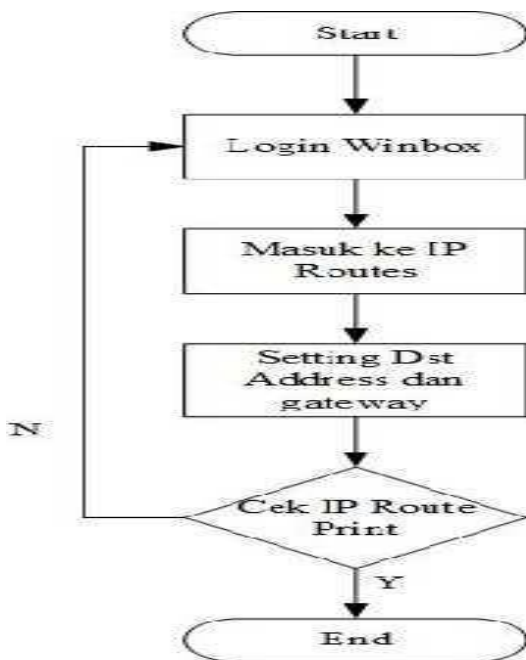 Start
Login Winbox
Masuk ke IP
Routes
Setting Dst
Address dan
gateway
N
Cek IP Route
Print
Y
End